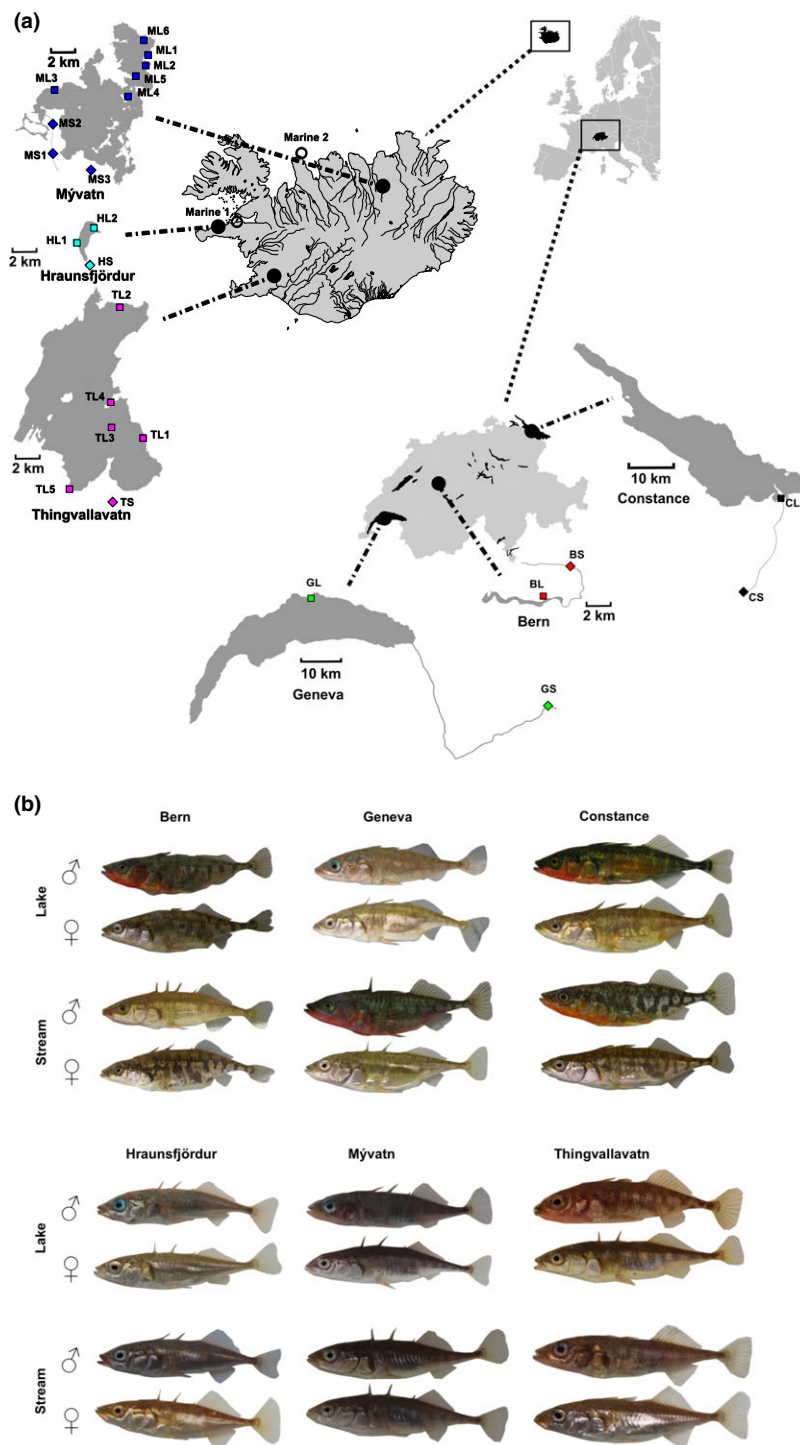 (a)
ML6
2 km
ML1
ML2
ML3
ML5
ML4
MS2
MS1
MS3
Mývatn
Marine 2
Marine 1
HL2
HL1
2 km
HS
Hraunsfjördur
TL2
TL4
TL3
TL1
2 km
TL5
TS
Thingvallavatn
10 km
Constance
CL
CS
BS
BL
Bern
2 km
GL
10 km
Geneva
GS
(b)
Bern Geneva Constance
Lake
♂
♀
Stream
♂
♀
Hraunsfjördur Mývatn Thingvallavatn
Lake
♂
♀
Stream
♂
♀